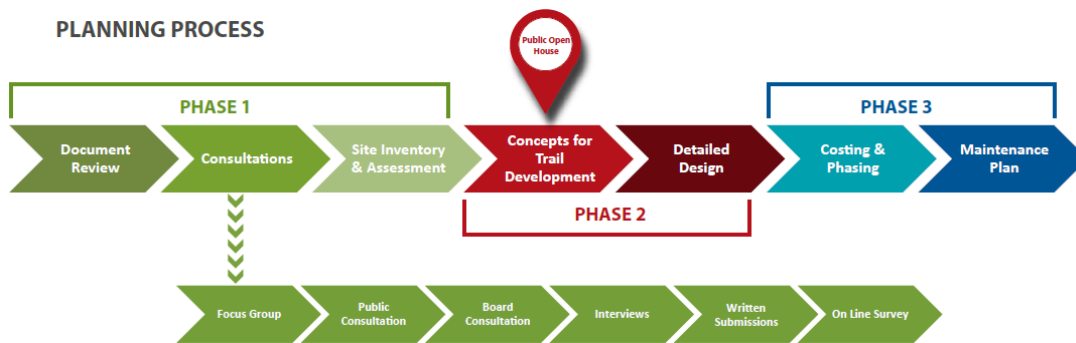 PLANNING PROCESS
Public Open
House
PHASE 1
PHASE 3
Document
Review
Consultations
Site Inventory
& Assessment
Concepts for
Trail
Development
Detailed
Design
Costing &
Phasing
Maintenance
Plan
PHASE 2
Focus Group
Public
Consultation
Board
Consultation
Interviews
Written
Submissions
On Line Survey